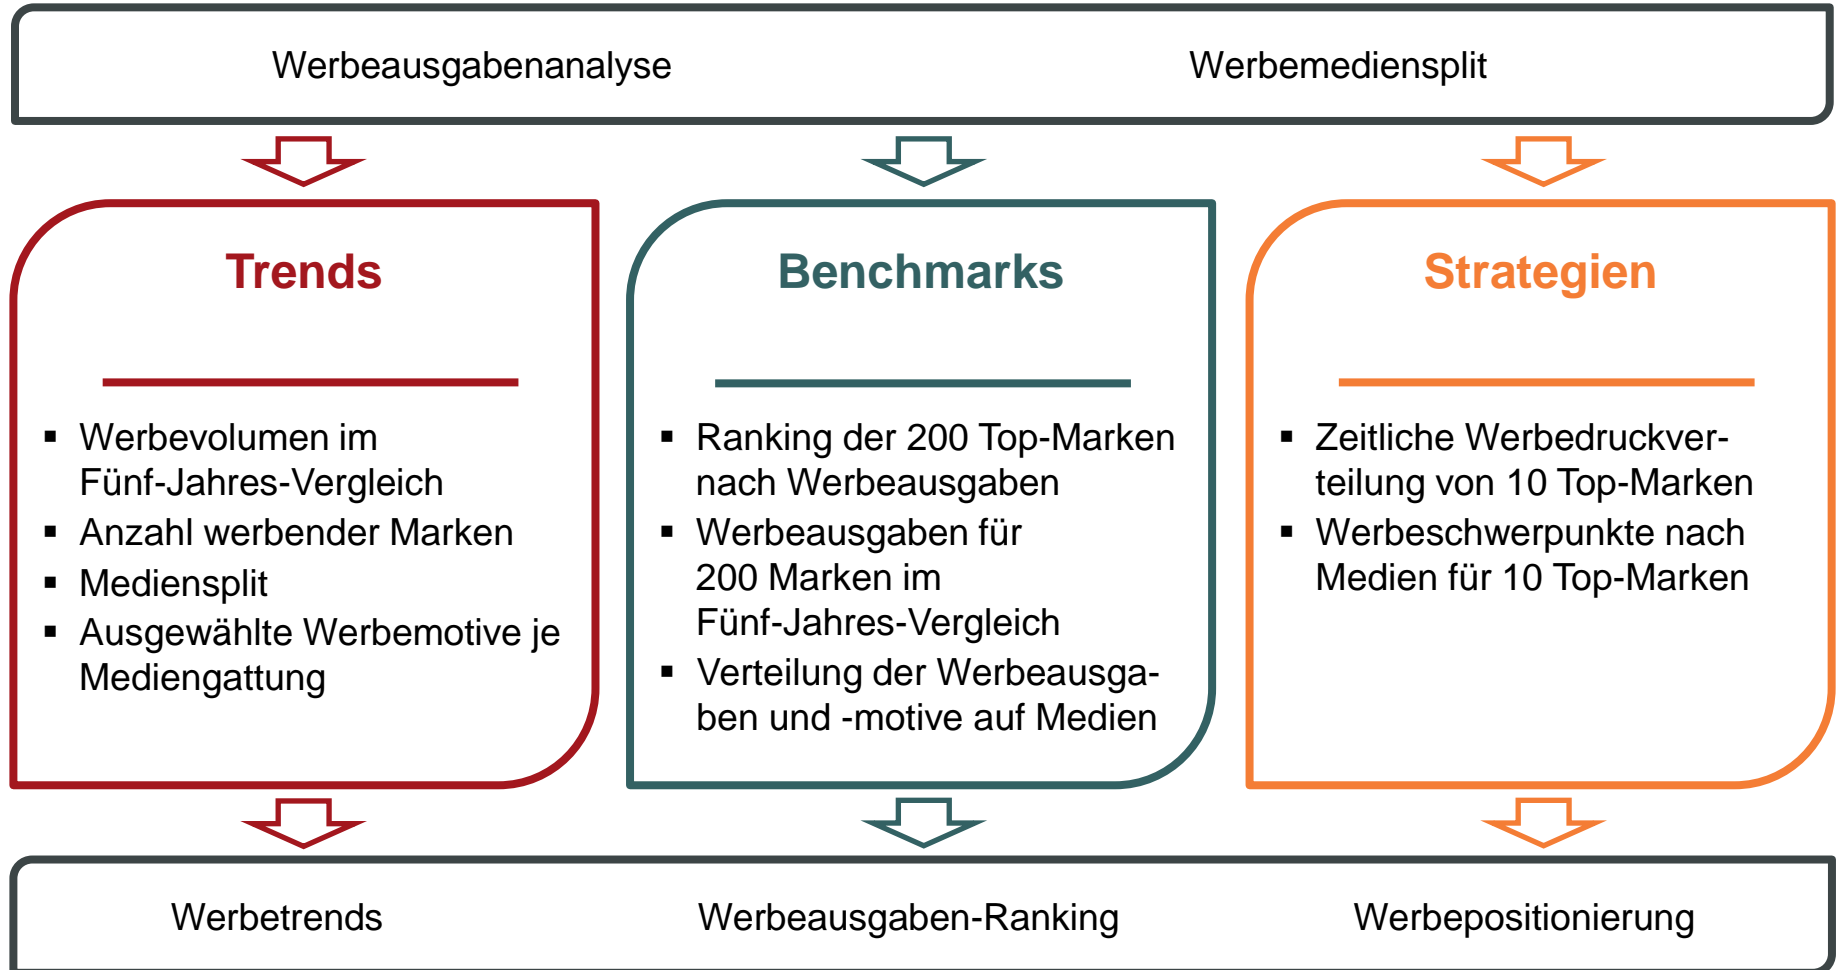 Werbeausgabenanalyse
Werbemediensplit
Trends
▪ Werbevolumen im
Fünf-Jahres-Vergleich
▪ Anzahl werbender Marken
▪ Mediensplit
▪ Ausgewählte Werbemotive je
Mediengattung
Benchmarks
▪ Ranking der 200 Top-Marken
nach Werbeausgaben
▪ Werbeausgaben für
200 Marken im
Fünf-Jahres-Vergleich
▪ Verteilung der Werbeausga-
ben und -motive auf Medien
Strategien
▪ Zeitliche Werbedruckver-
teilung von 10 Top-Marken
▪ Werbeschwerpunkte nach
Medien für 10 Top-Marken
Werbetrends
Werbeausgaben-Ranking
Werbepositionierung